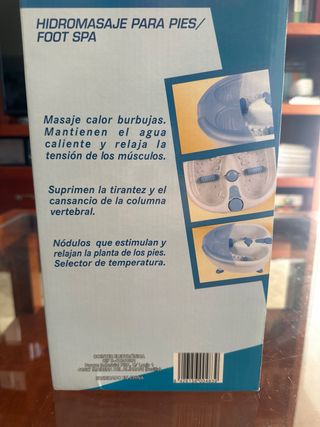 HIDROMASAJE PARA PIES/
FOOT SPA
Masaje calor burbujas.
Mantienen el agua
caliente y relaja la
tensión de los músculos.
Suprimen la tirantez y el
cansancio de la columna
vertebral.
Nódulos que estimulan y
relajan la planta de los pies.
Selector de temperatura.